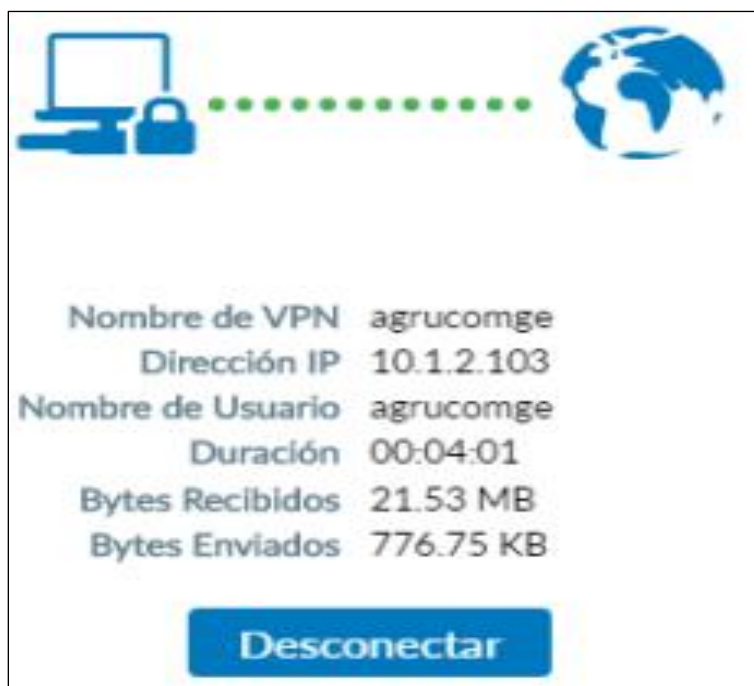 Nombre de VPN agrucomge
Dirección IP 10.1.2.103
Nombre de Usuario agrucomge
Duración 00:04:01
Bytes Recibidos 21.53 MB
Bytes Enviados 776.75 KB
Desconectar